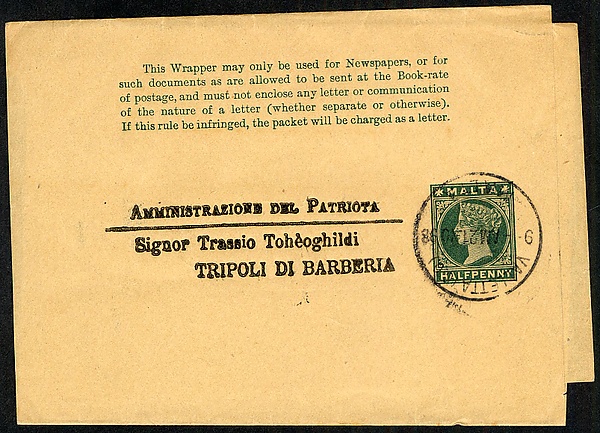 This Wrapper may only be used for Newspapers, or for
such documents as are allowed to be sent at the Book-rate
of postage, and must not enclose any letter or communication
of the nature of a letter (whether separate or otherwise).
If this rule be infringed, the packet will be charged as a letter.
AMMINISTRAZIONE DEL PATRIOTA
Signor Trassio Tohèoghildi
TRIPOLI DI BARBERIA
MALTA
HALFPENNY
VALLETTA